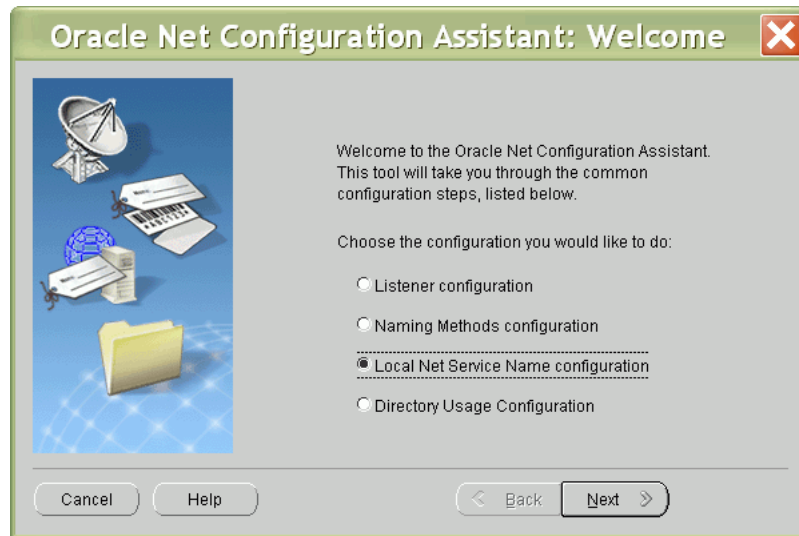 Oracle Net Configuration Assistant: Welcome
Welcome to the Oracle Net Configuration Assistant.
This tool will take you through the common
configuration steps, listed below.
Choose the configuration you would like to do:
Listener configuration
Naming Methods configuration
Local Net Service Name configuration
Directory Usage Configuration
Cancel
Help
Back
Next